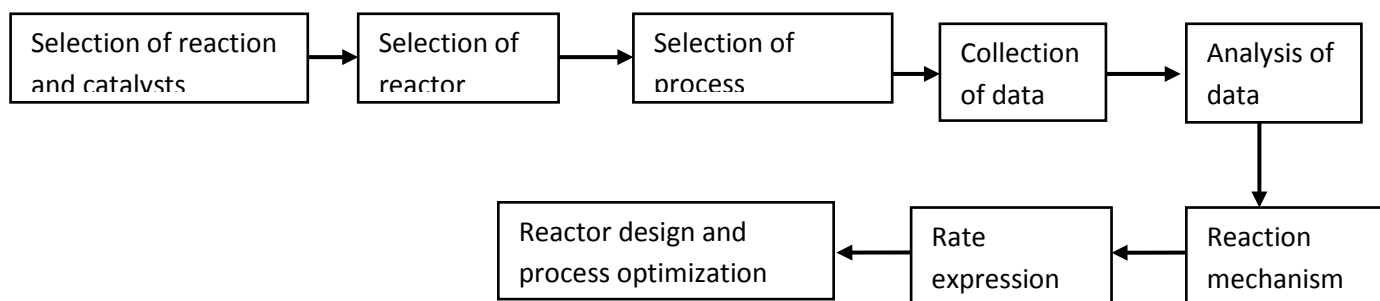 Selection of reaction
and catalysts
Selection of
reactor
Selection of
process
Collection
of data
Analysis of
data
Reaction
mechanism
Rate
expression
Reactor design and
process optimization